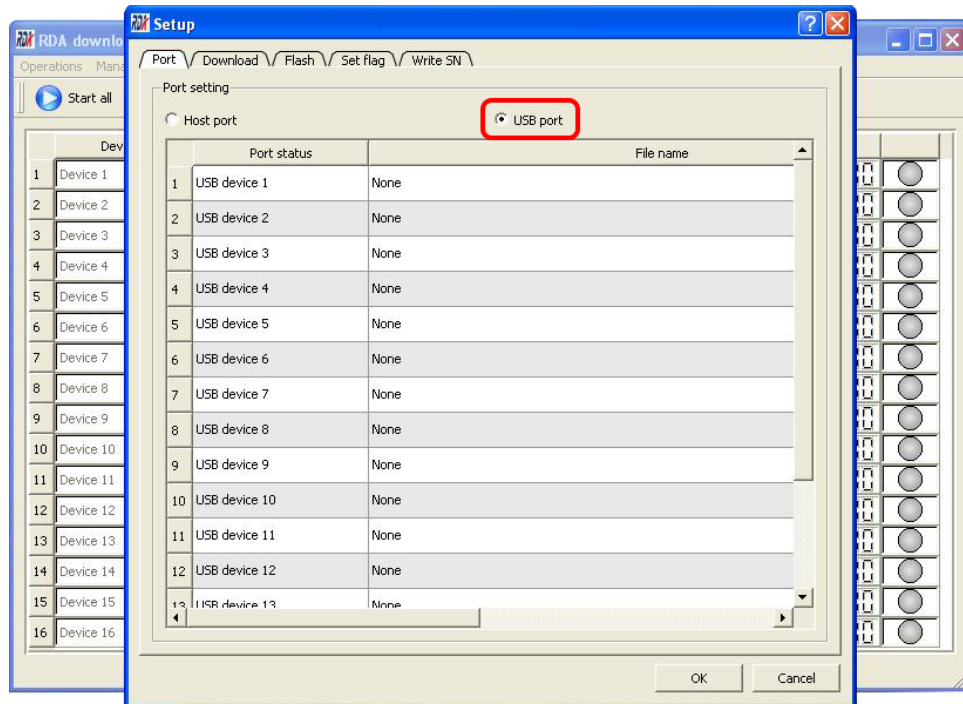 RDA Setup
RDA RDA downlo
Operations Mana
Start all
Port Download Flash Set flag Write SN
Port setting
Host port USB port
Dev
Port status File name
1 USB device 1 None
2 USB device 2 None
3 USB device 3 None
4 USB device 4 None
5 USB device 5 None
6 USB device 6 None
7 USB device 7 None
8 USB device 8 None
9 USB device 9 None
10 USB device 10 None
11 USB device 11 None
12 USB device 12 None
13 USB device 13 None
1 Device 1
2 Device 2
3 Device 3
4 Device 4
5 Device 5
6 Device 6
7 Device 7
8 Device 8
9 Device 9
10 Device 10
11 Device 11
12 Device 12
13 Device 13
14 Device 14
15 Device 15
16 Device 16
OK Cancel